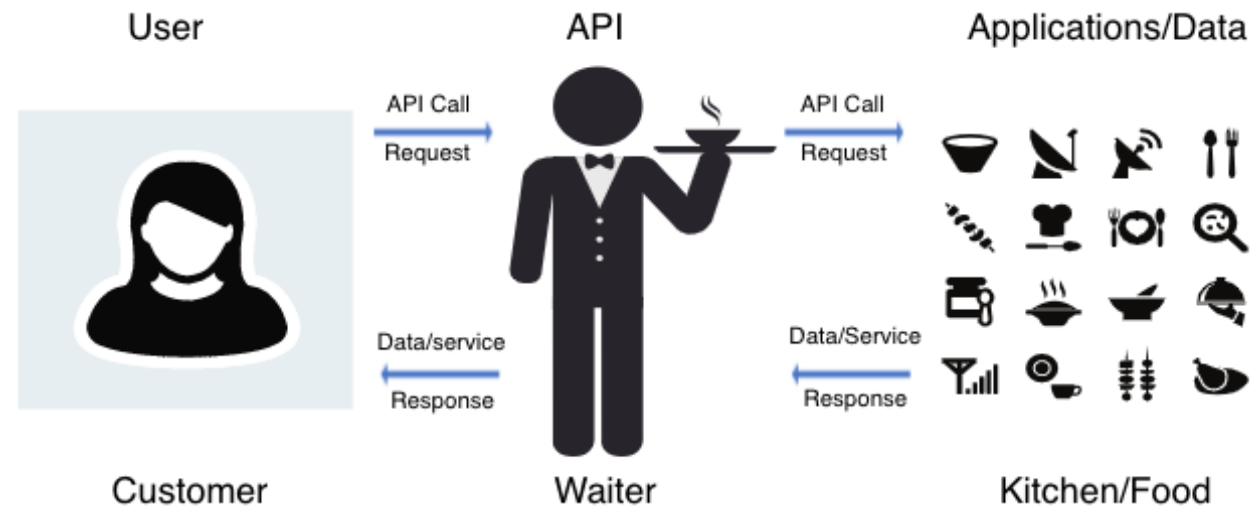 User
API
Applications/Data
API Call
Request
API Call
Request
Data/service
Response
Data/Service
Response
Customer
Waiter
Kitchen/Food